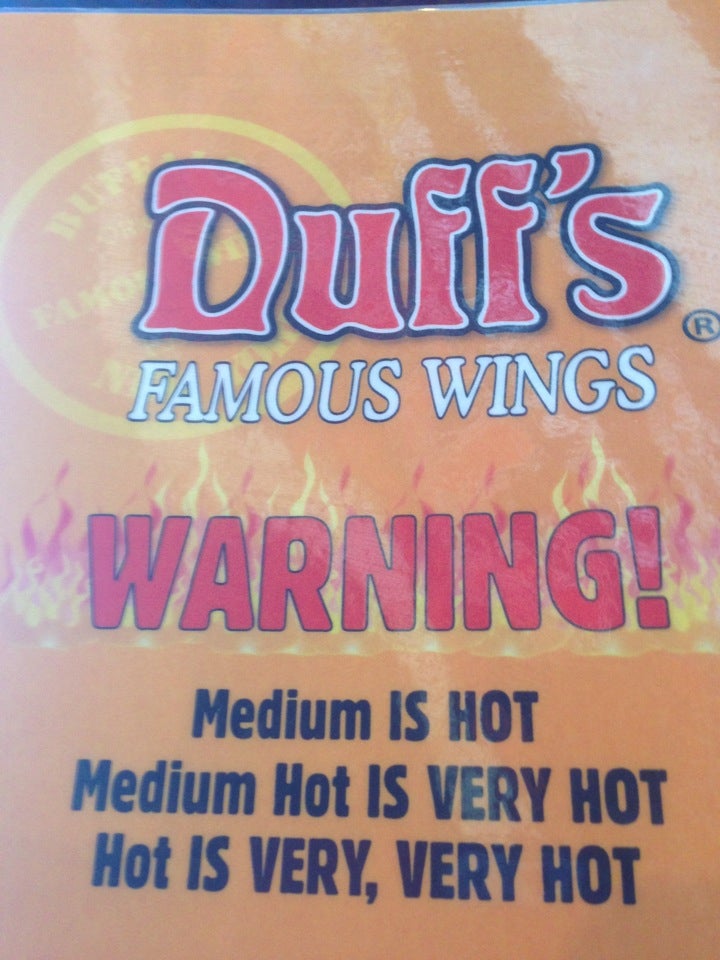 Duff's®
FAMOUS WINGS
WARNING!
Medium IS HOT
Medium Hot IS VERY HOT
Hot IS VERY, VERY HOT